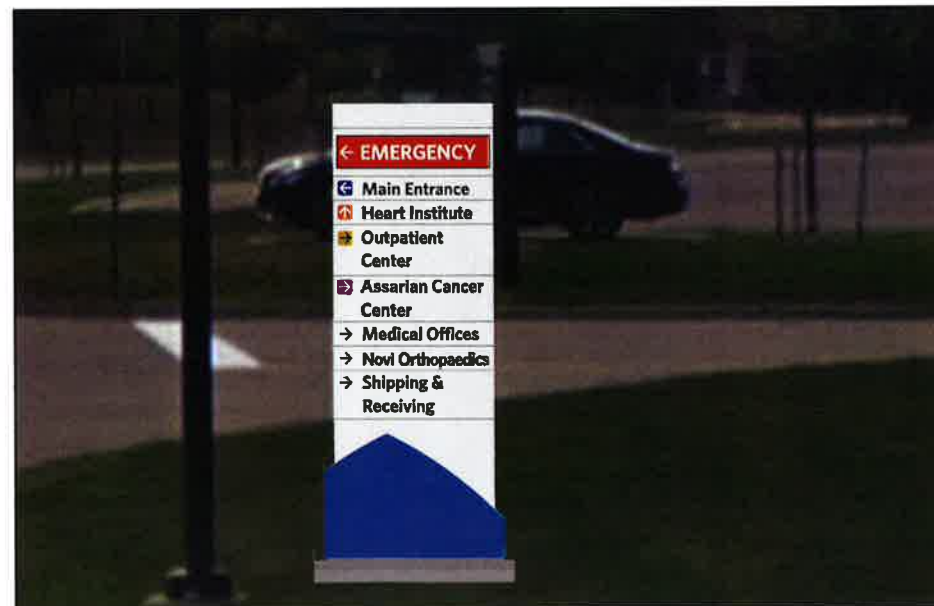 ← EMERGENCY
← Main Entrance
↑ Heart Institute
→ Outpatient
Center
→ Assarian Cancer
Center
→ Medical Offices
→ Novi Orthopaedics
→ Shipping &
Receiving